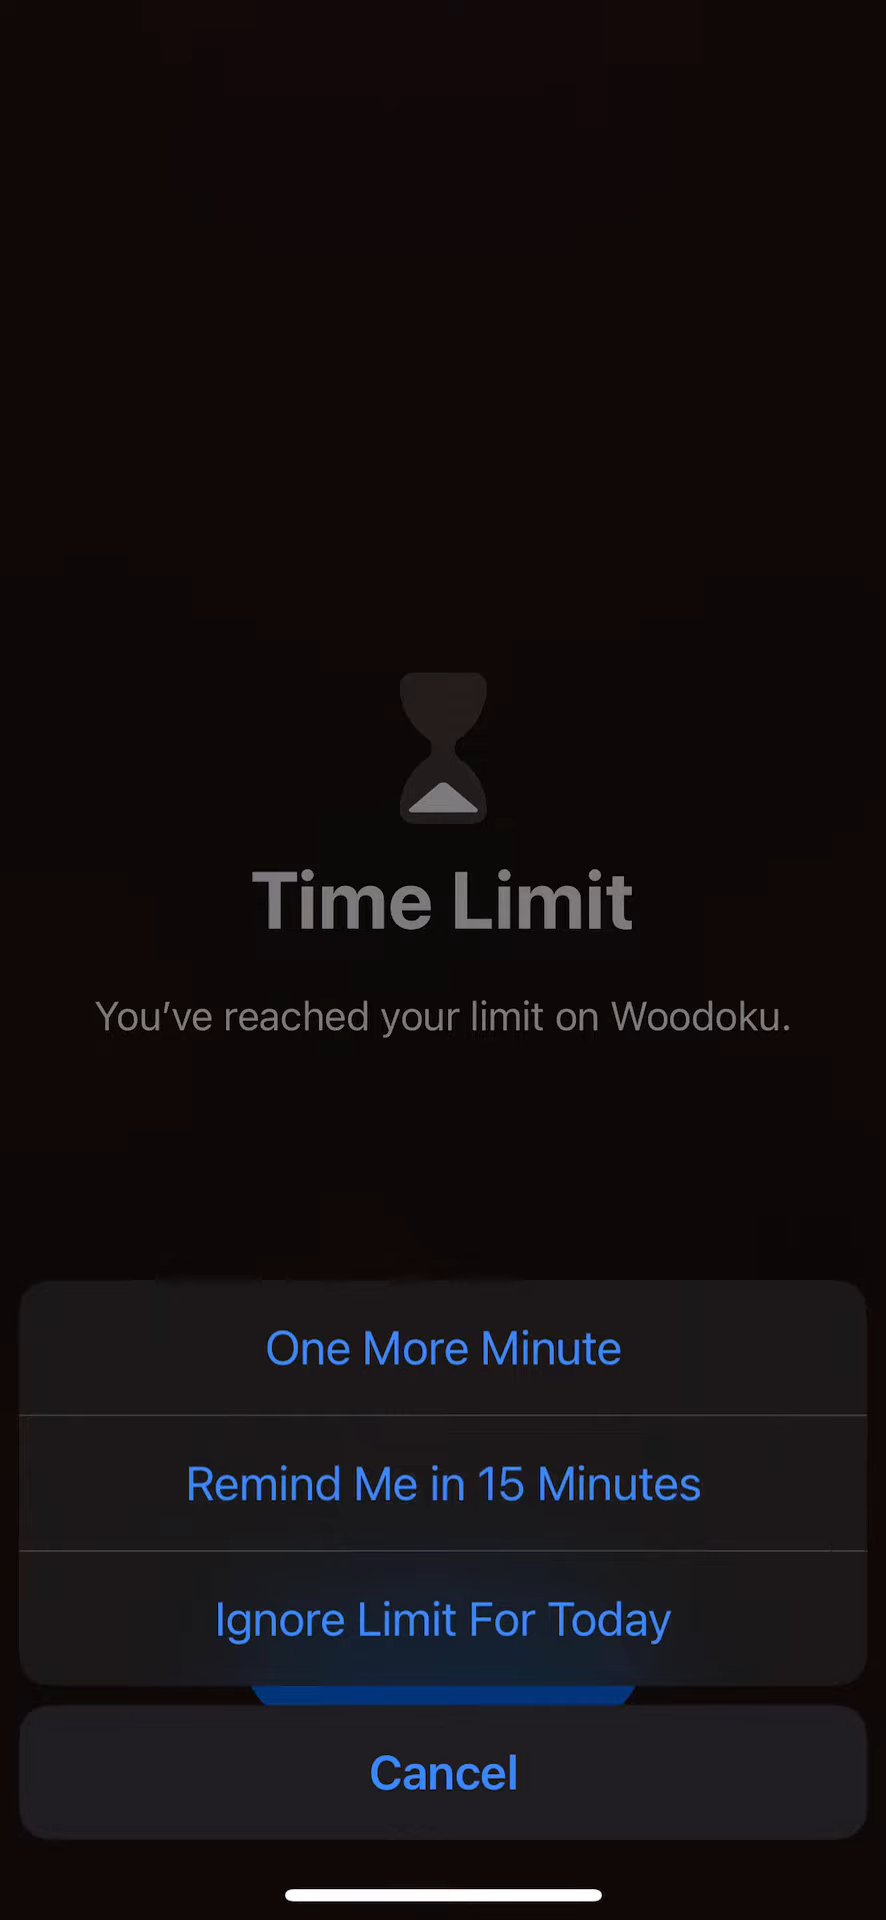 Time Limit
You’ve reached your limit on Woodoku.
One More Minute
Remind Me in 15 Minutes
Ignore Limit For Today
Cancel